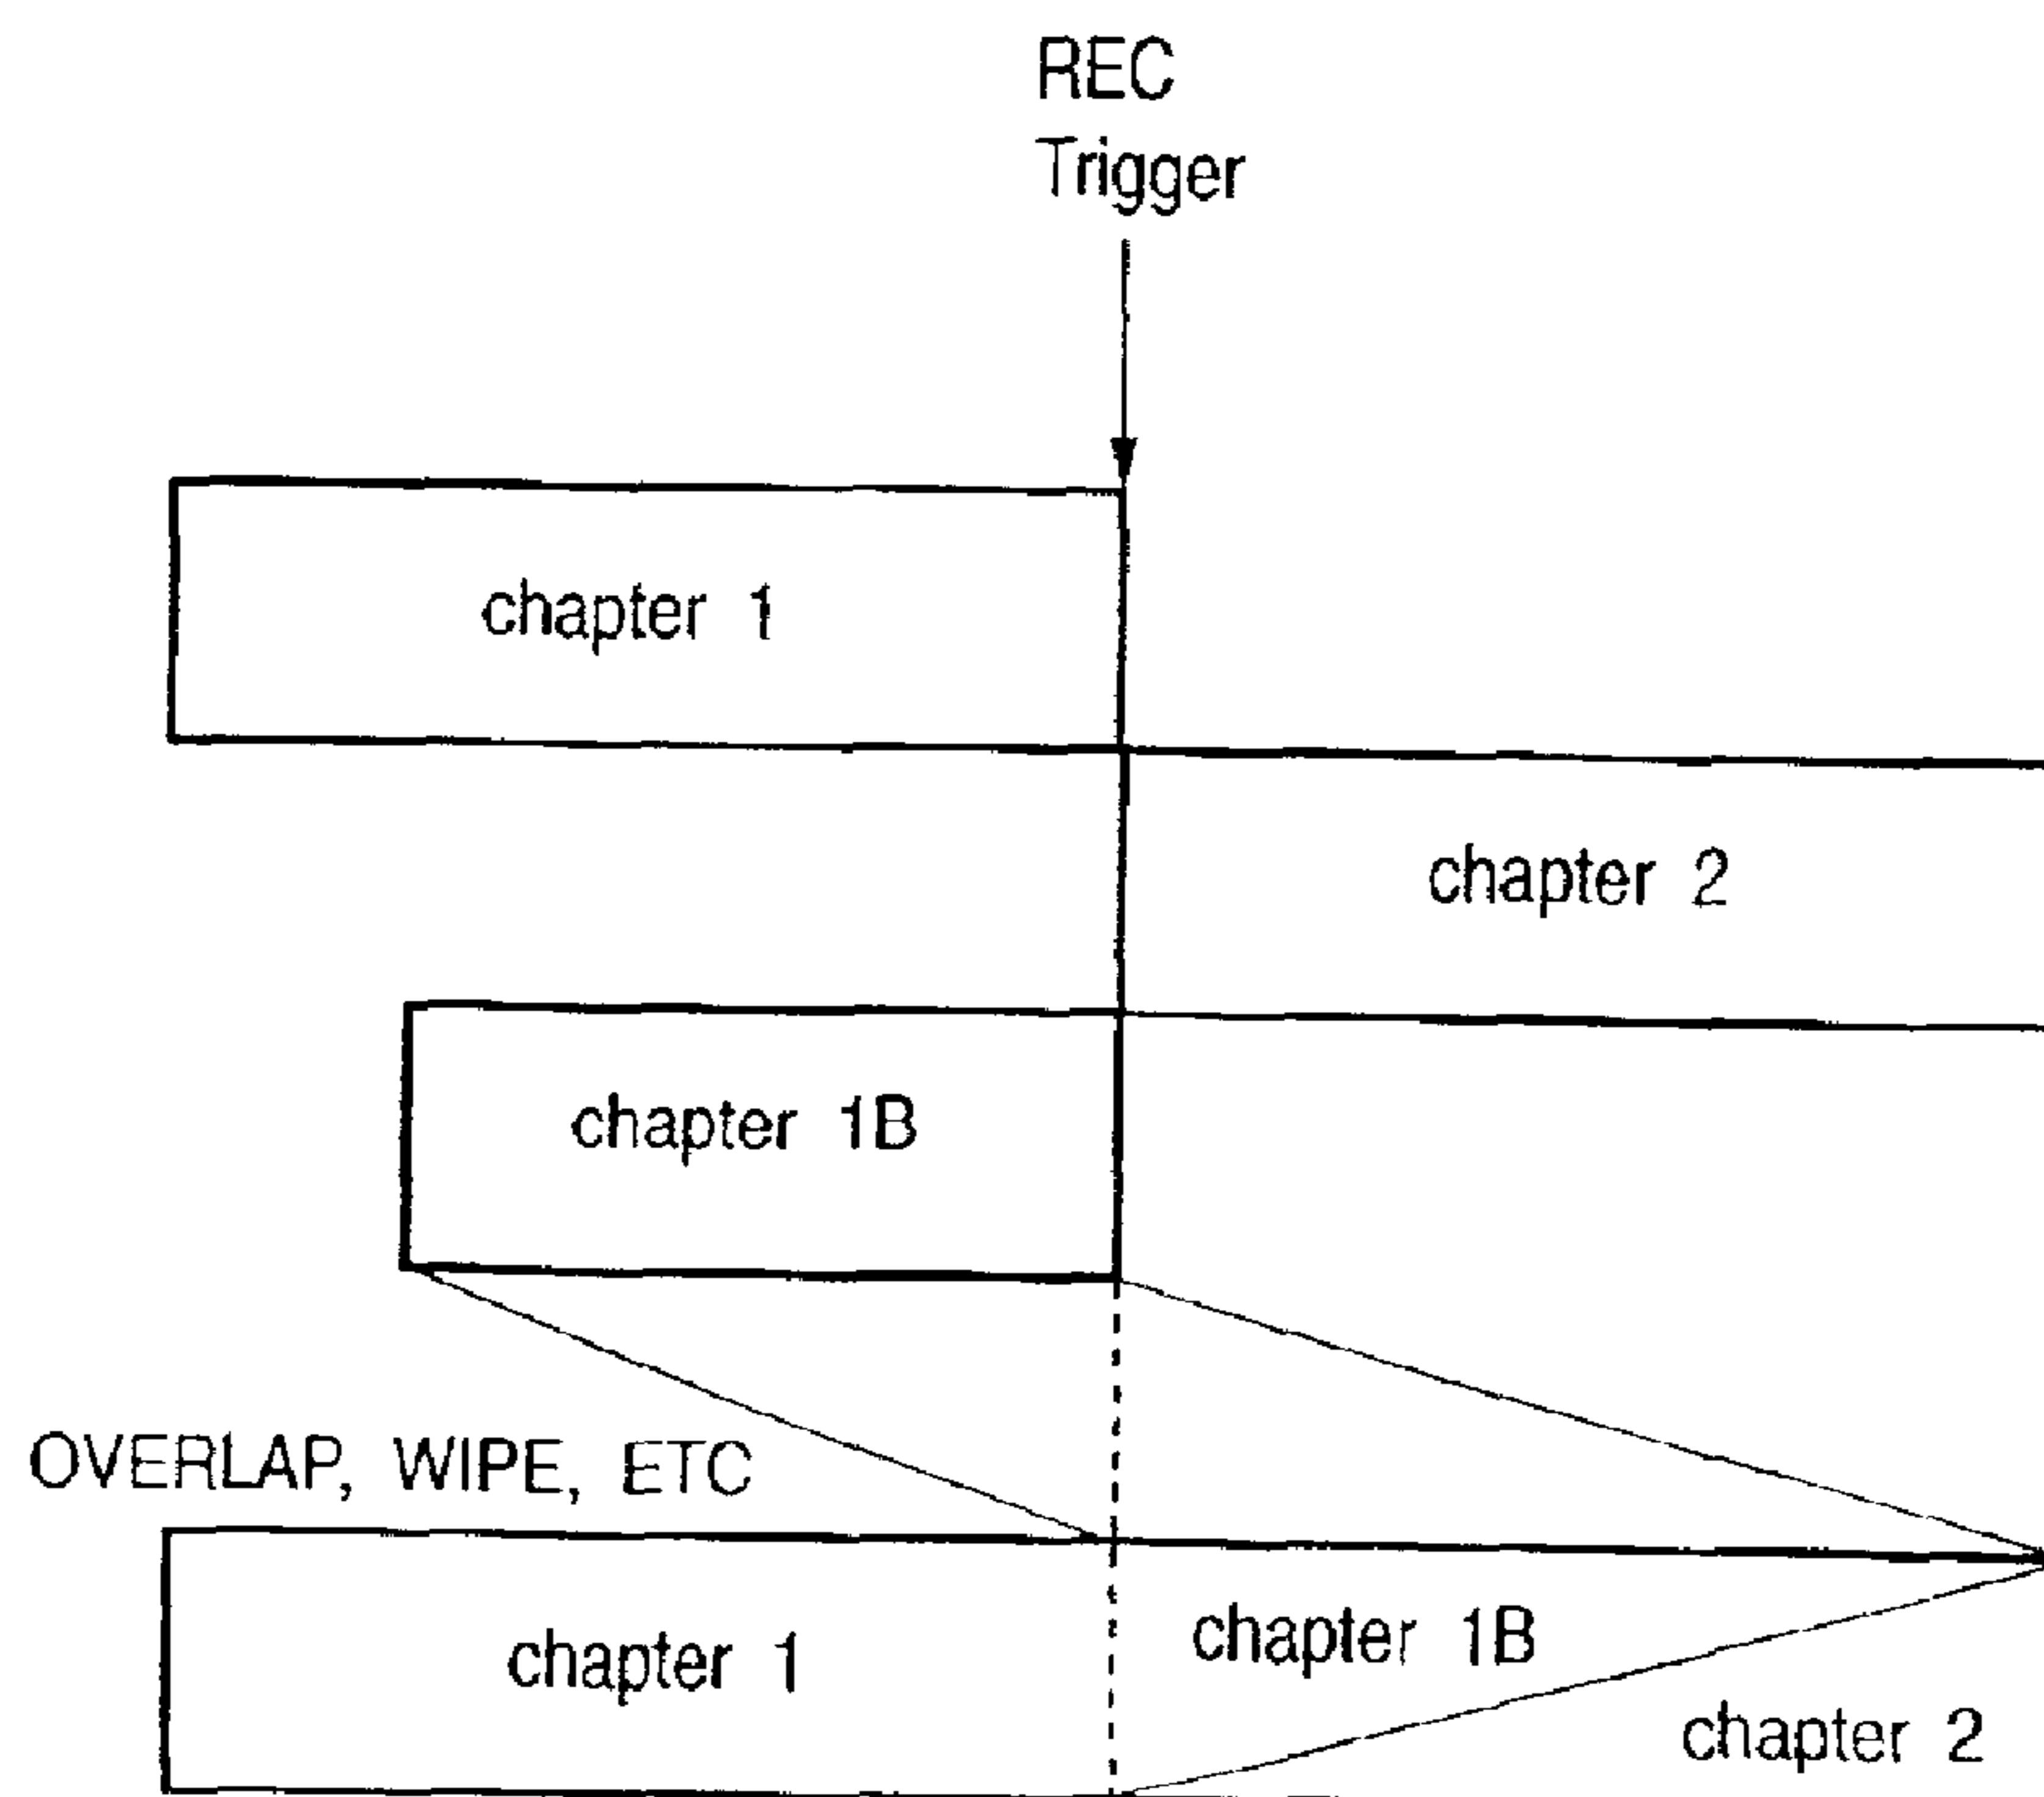 REC
Trigger
chapter 1
chapter 2
chapter 1B
OVERLAP, WIPE, ETC
chapter 1
chapter 1B
chapter 2